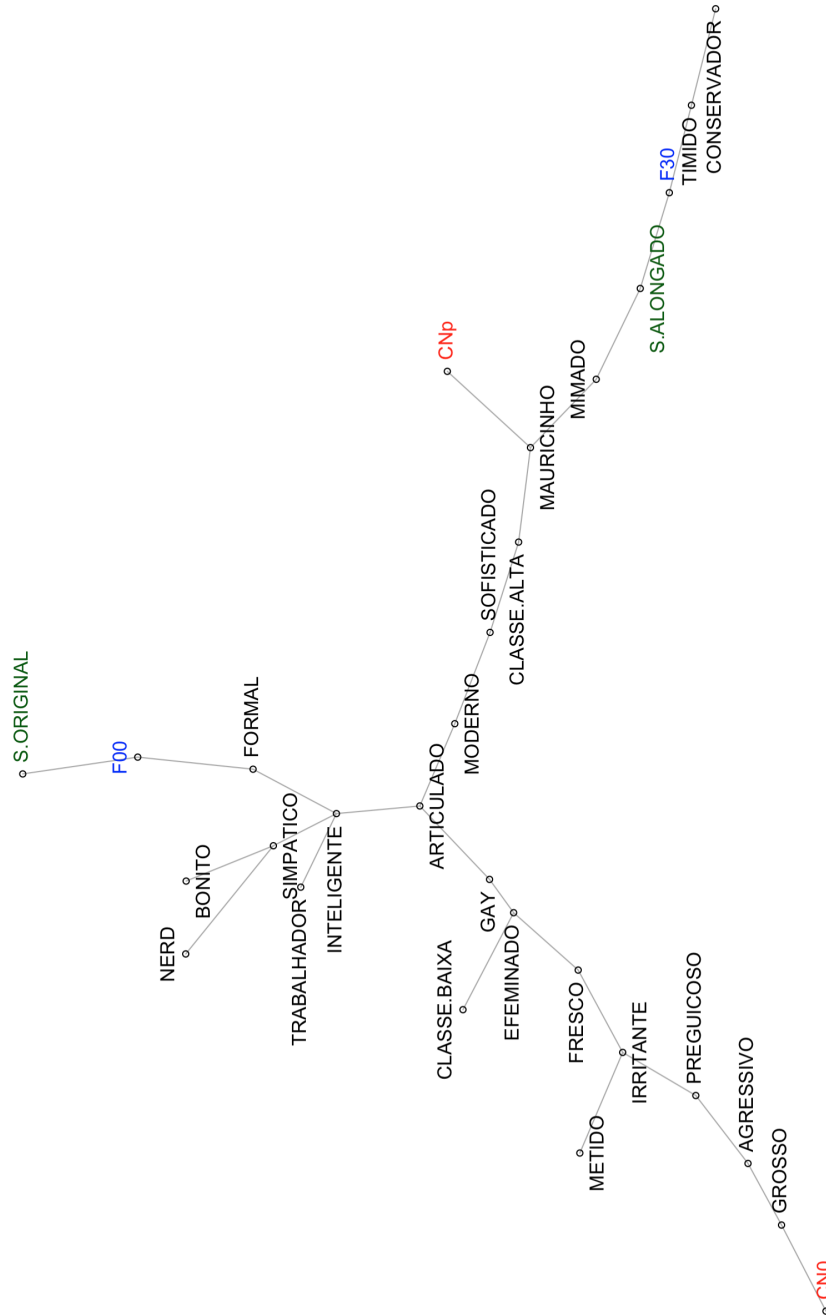 S.ORIGINAL
F00
FORMAL
BONITO
SIMPATICO
NERD
TRABALHADOR
INTELIGENTE
ARTICULADO
MODERNO
SOFISTICADO
CLASSE.ALTA
MAURICINHO
CNp
MIMADO
S.ALONGADO
F30
TIMIDO
CONSERVADOR
GAY
EFEMINADO
CLASSE.BAIXA
FRESCO
IRRITANTE
METIDO
PREGUICOSO
AGRESSIVO
GROSSO
CN0